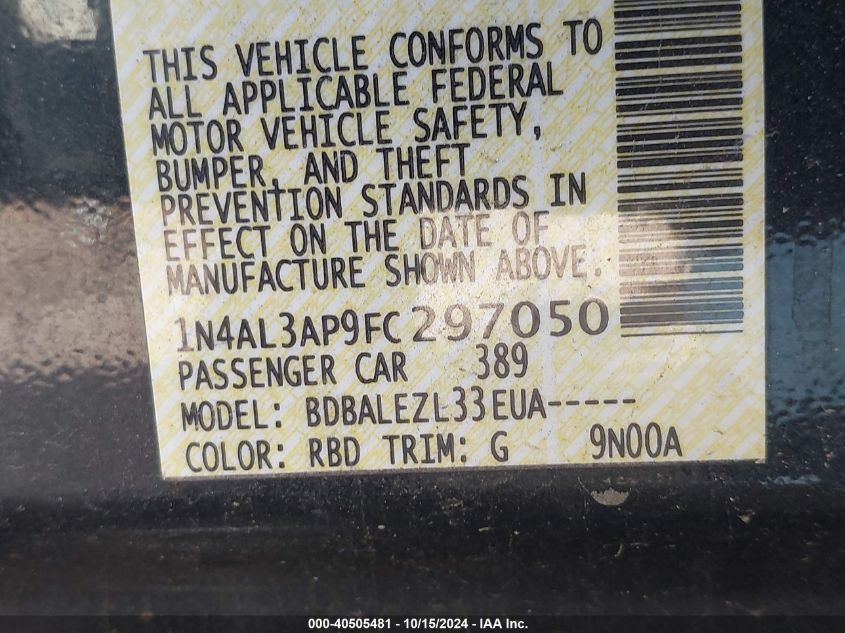 THIS VEHICLE CONFORMS TO
ALL APPLICABLE FEDERAL
MOTOR VEHICLE SAFETY,
BUMPER, AND THEFT
PREVENTION STANDARDS IN
EFFECT ON THE DATE OF
MANUFACTURE SHOWN ABOVE.
1N4AL3AP9FC297050
PASSENGER CAR 389
MODEL: BDBALEZL33EUA-----
COLOR: RBD TRIM: G 9N00A
000-40505481 - 10/15/2024 - IAA Inc.